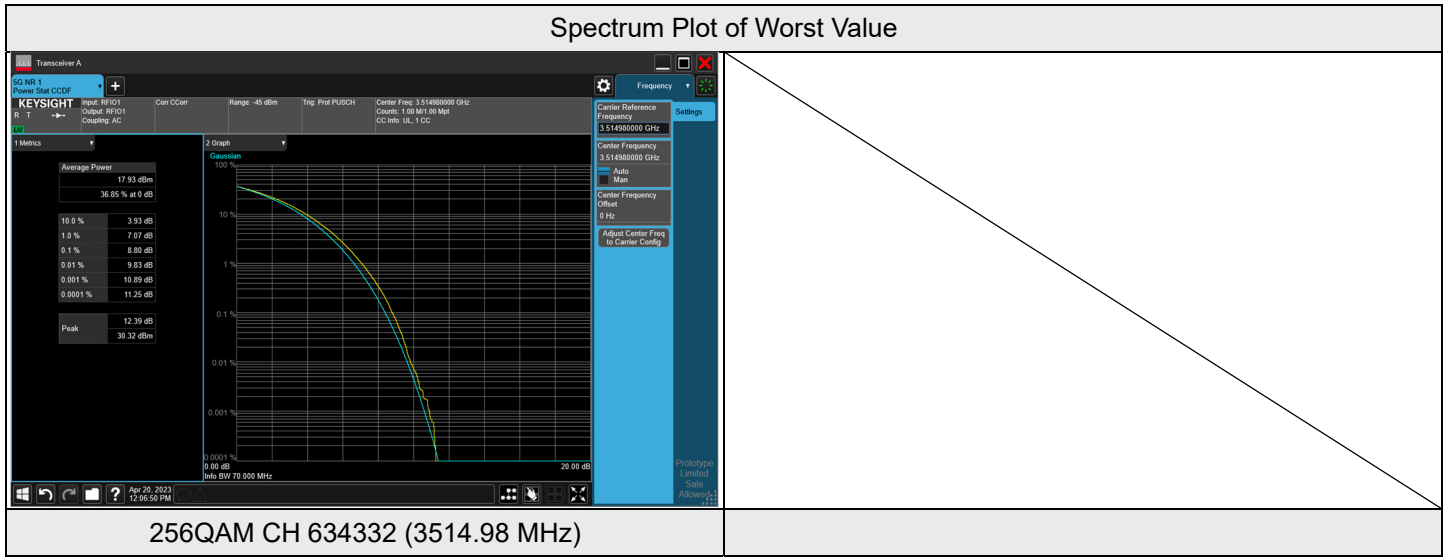 Spectrum Plot of Worst Value
Transceiver A
5G NR 1
Power Stat CCDF
+
Frequency
KEYSIGHT
R T
LXI
Input: RFIO1
Output: RFIO1
Coupling: AC
Corr CCorr
Range: -45 dBm
Trig: Prot PUSCH
Center Freq: 3.514980000 GHz
Counts: 1.00 M/1.00 Mpt
CC Info: UL, 1 CC
Carrier Reference
Frequency
3.514980000 GHz
Settings
Center Frequency
3.514980000 GHz
Auto
Man
Center Frequency
Offset
0 Hz
Adjust Center Freq
to Carrier Config
1 Metrics
Average Power
17.93 dBm
36.85 % at 0 dB
10.0 % 3.93 dB
1.0 % 7.07 dB
0.1 % 8.80 dB
0.01 % 9.83 dB
0.001 % 10.89 dB
0.0001 % 11.25 dB
Peak
12.39 dB
30.32 dBm
2 Graph
Gaussian
100 %
10 %
1 %
0.1 %
0.01 %
0.001 %
0.0001 %
0.00 dB 20.00 dB
Info BW 70.000 MHz
Prototype
Limited
Sale
Allowed
?
Apr 20, 2023
12:06:50 PM
256QAM CH 634332 (3514.98 MHz)